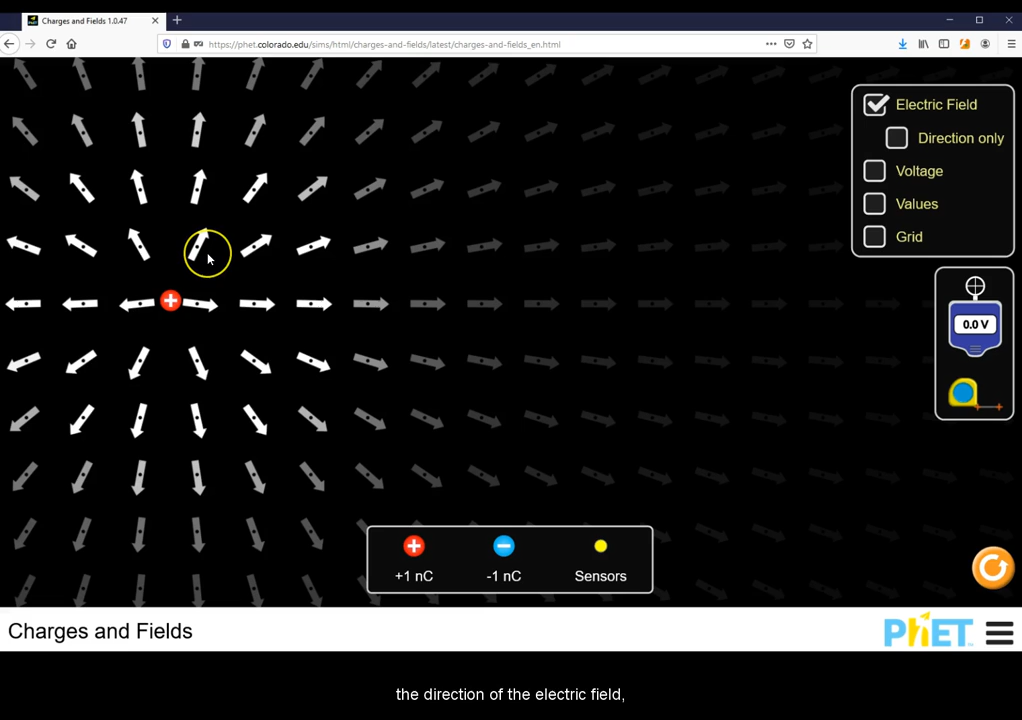 Charges and Fields 1.0.47
https://phet.colorado.edu/sims/html/charges-and-fields/latest/charges-and-fields_en.html
Electric Field
Direction only
Voltage
Values
Grid
0.0 V
+1 nC
-1 nC
Sensors
Charges and Fields
PhET
the direction of the electric field,